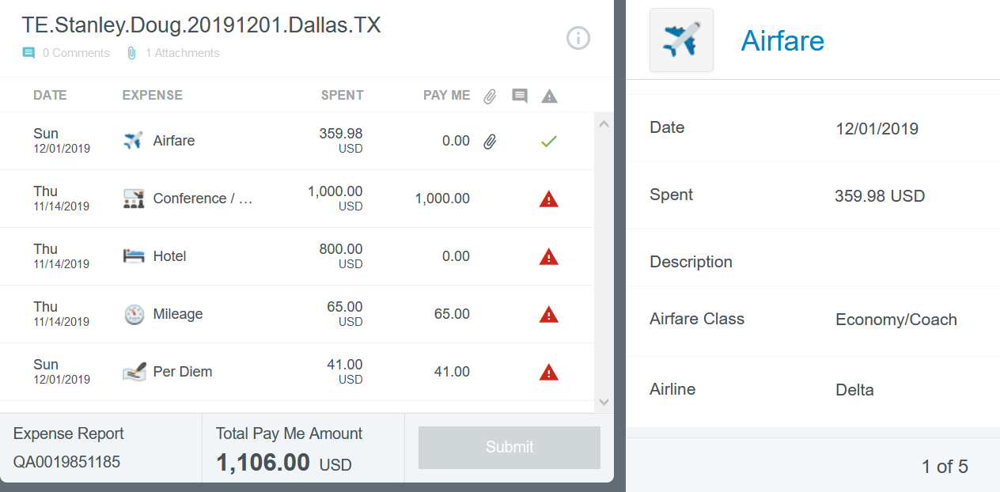 TE.Stanley.Doug.20191201.Dallas.TX
0 Comments 1 Attachments
DATE EXPENSE SPENT PAY ME
Sun 12/01/2019 Airfare 359.98 USD 0.00
Thu 11/14/2019 Conference / … 1,000.00 USD 1,000.00
Thu 11/14/2019 Hotel 800.00 USD 0.00
Thu 11/14/2019 Mileage 65.00 USD 65.00
Sun 12/01/2019 Per Diem 41.00 USD 41.00
Expense Report
QA0019851185
Total Pay Me Amount
1,106.00 USD
Submit
Airfare
Date 12/01/2019
Spent 359.98 USD
Description
Airfare Class Economy/Coach
Airline Delta
1 of 5